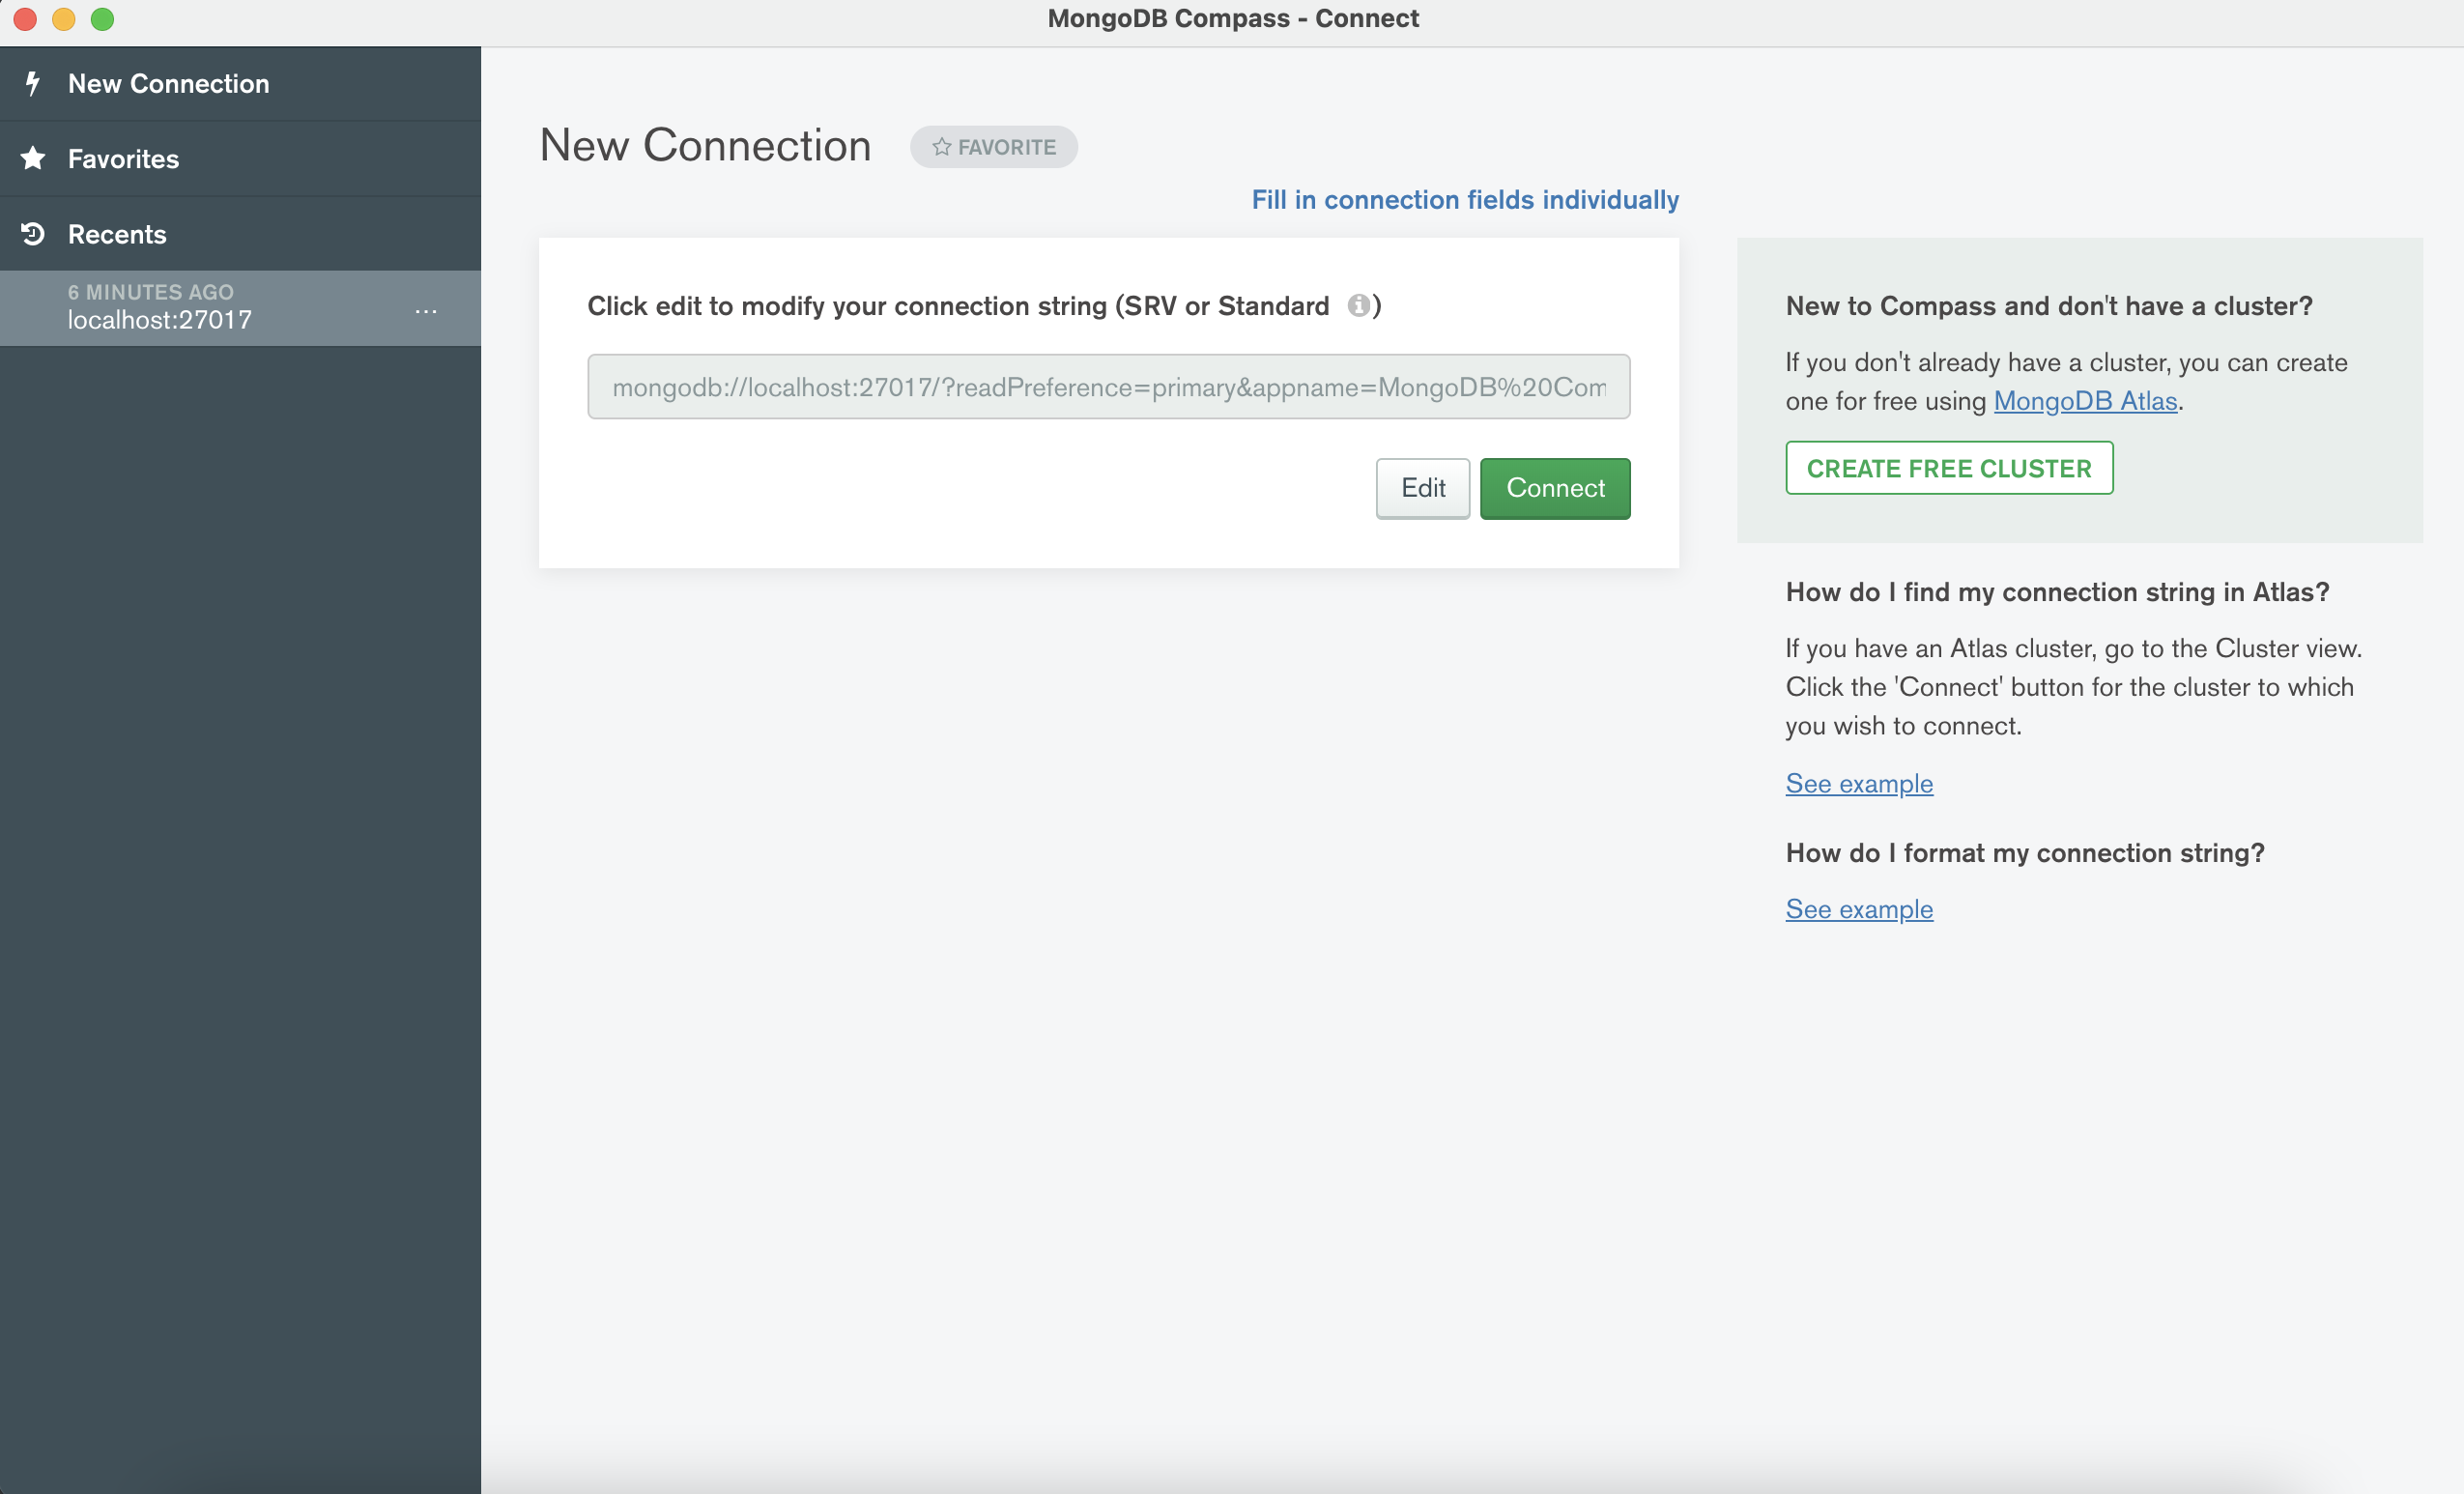 MongoDB Compass - Connect
New Connection
Favorites
Recents
6 MINUTES AGO
localhost:27017
...
New Connection
FAVORITE
Fill in connection fields individually
Click edit to modify your connection string (SRV or Standard )
mongodb://localhost:27017/?readPreference=primary&appname=MongoDB%20Com
Edit
Connect
New to Compass and don't have a cluster?
If you don't already have a cluster, you can create
one for free using MongoDB Atlas.
CREATE FREE CLUSTER
How do I find my connection string in Atlas?
If you have an Atlas cluster, go to the Cluster view.
Click the 'Connect' button for the cluster to which
you wish to connect.
See example
How do I format my connection string?
See example